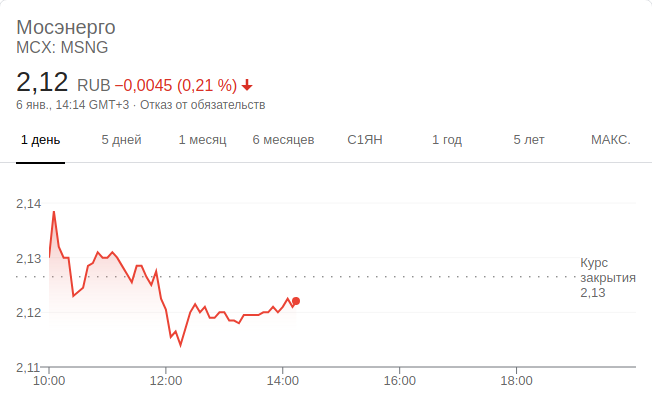 Мосэнерго
MCX: MSNG
2,12 RUB −0,0045 (0,21 %)
6 янв., 14:14 GMT+3 · Отказ от обязательств
1 день 5 дней 1 месяц 6 месяцев С1ЯН 1 год 5 лет МАКС.
2,14
2,13
Курс
закрытия
2,13
2,12
2,11
10:00 12:00 14:00 16:00 18:00